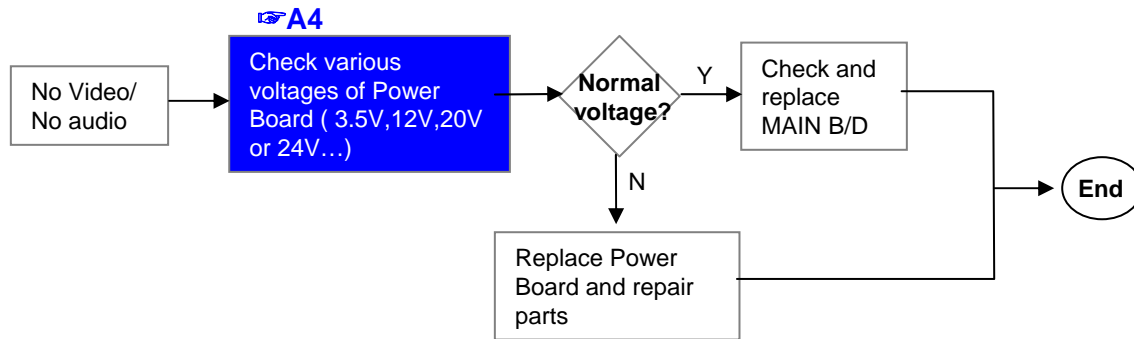 ☞A4
No Video/
No audio
Check various
voltages of Power
Board ( 3.5V,12V,20V
or 24V…)
Normal
voltage?
Y
Check and
replace
MAIN B/D
N
Replace Power
Board and repair
parts
End